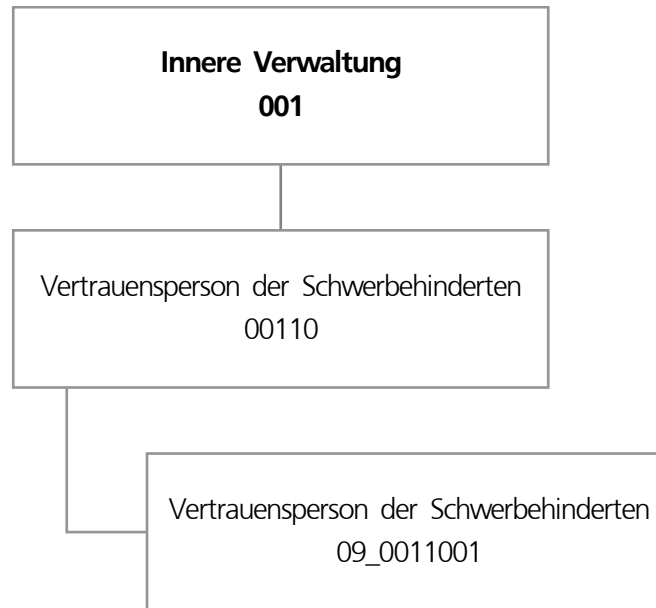 Innere Verwaltung
001
Vertrauensperson der Schwerbehinderten
00110
Vertrauensperson der Schwerbehinderten
09_0011001